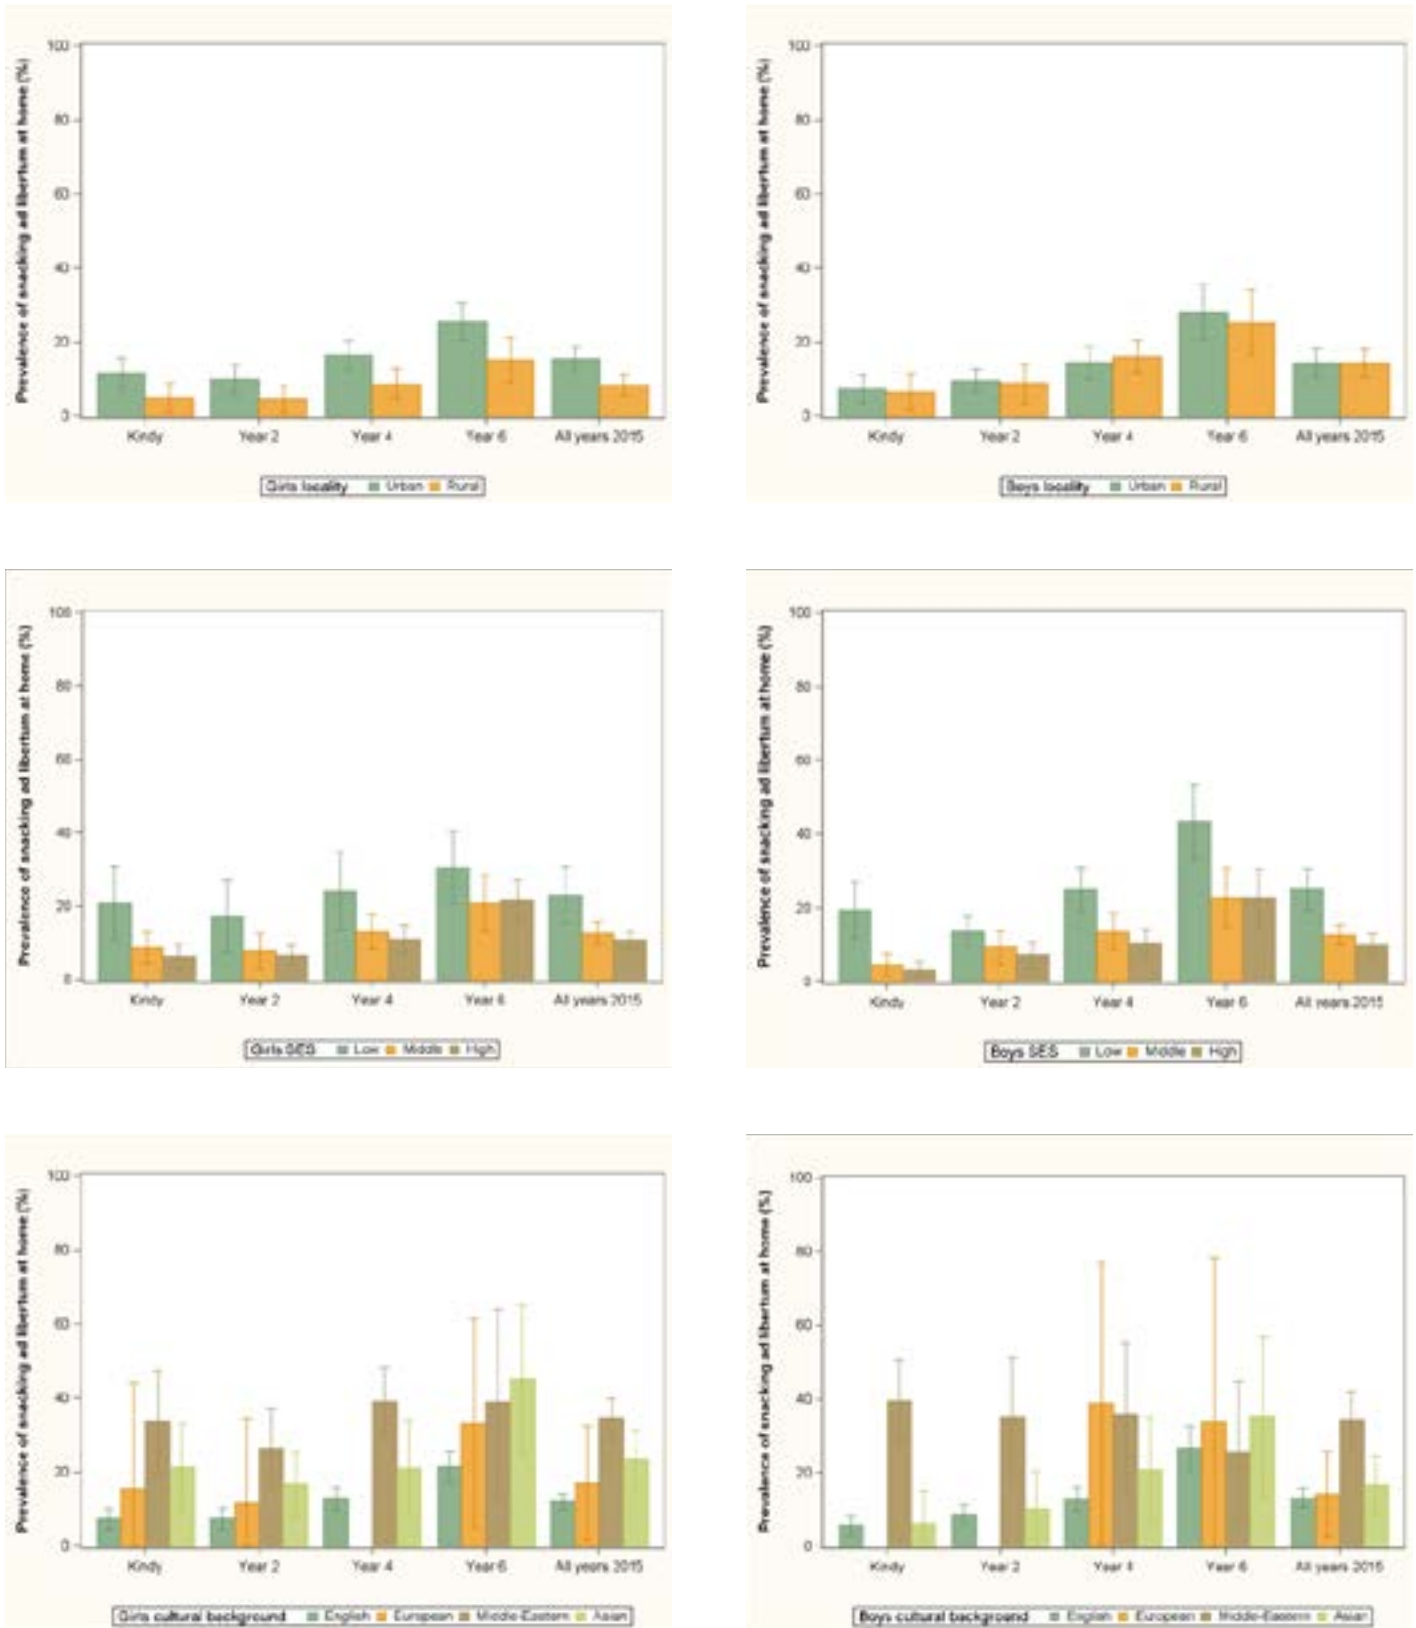 Prevalence of snacking ad libertum at home (%)
100
80
60
40
20
0
Kindy Year 2 Year 4 Year 6 All years 2015
Girls locality Urban Rural
Prevalence of snacking ad libertum at home (%)
100
80
60
40
20
0
Kindy Year 2 Year 4 Year 6 All years 2015
Boys locality Urban Rural
Prevalence of snacking ad libertum at home (%)
100
80
60
40
20
0
Kindy Year 2 Year 4 Year 6 All years 2015
Girls SES Low Middle High
Prevalence of snacking ad libertum at home (%)
100
80
60
40
20
0
Kindy Year 2 Year 4 Year 6 All years 2015
Boys SES Low Middle High
Prevalence of snacking ad libertum at home (%)
100
80
60
40
20
0
Kindy Year 2 Year 4 Year 6 All years 2015
Girls cultural background English European Middle-Eastern Asian
Prevalence of snacking ad libertum at home (%)
100
80
60
40
20
0
Kindy Year 2 Year 4 Year 6 All years 2015
Boys cultural background English European Middle-Eastern Asian